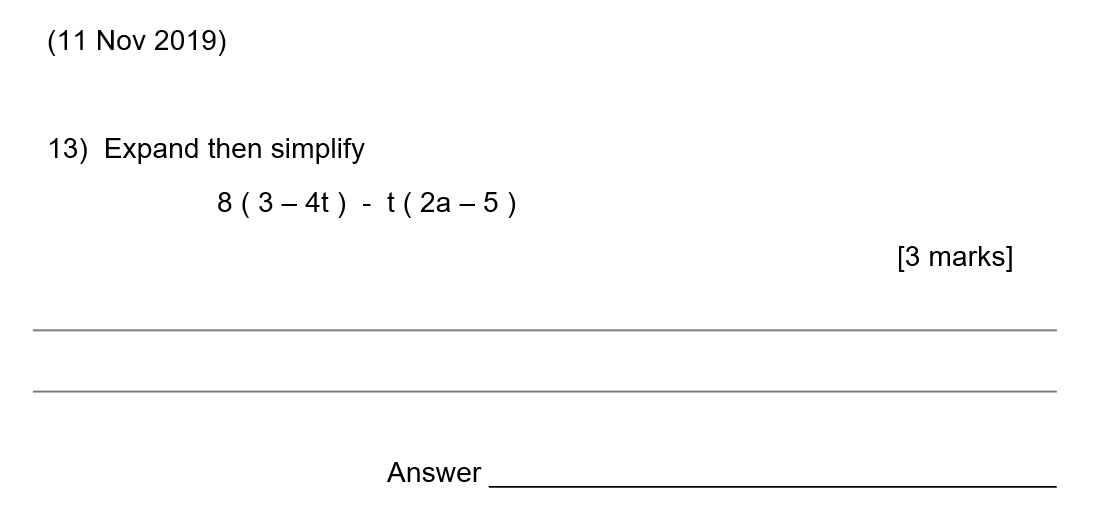 (11 Nov 2019)
13) Expand then simplify
8 ( 3 – 4t ) - t ( 2a – 5 )
[3 marks]
Answer